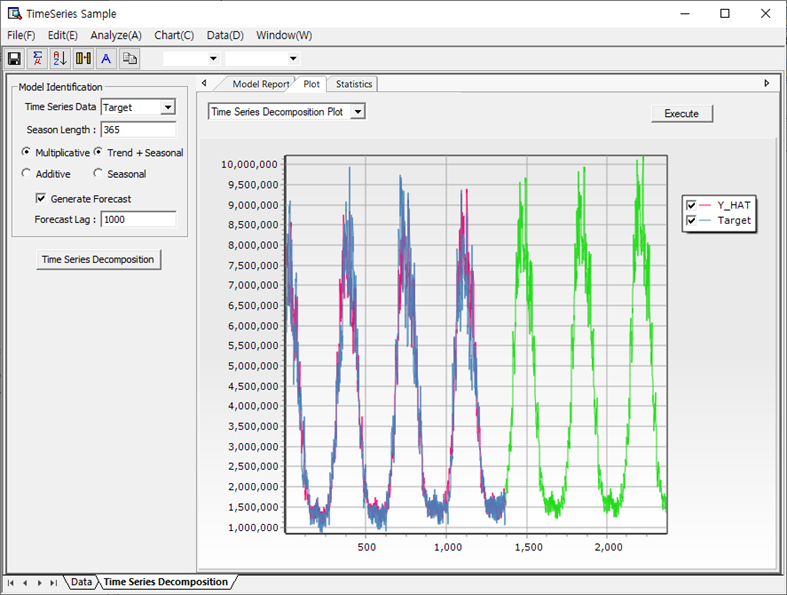 TimeSeries Sample
File(F) Edit(E) Analyze(A) Chart(C) Data(D) Window(W)
Model Identification
Time Series Data Target
Season Length : 365
Multiplicative Trend + Seasonal
Additive Seasonal
Generate Forecast
Forecast Lag : 1000
Time Series Decomposition
Model Report Plot Statistics
Time Series Decomposition Plot Execute
10,000,000
9,500,000
9,000,000
8,500,000
8,000,000
7,500,000
7,000,000
6,500,000
6,000,000
5,500,000
5,000,000
4,500,000
4,000,000
3,500,000
3,000,000
2,500,000
2,000,000
1,500,000
1,000,000
500 1,000 1,500 2,000
Y_HAT
Target
Data Time Series Decomposition